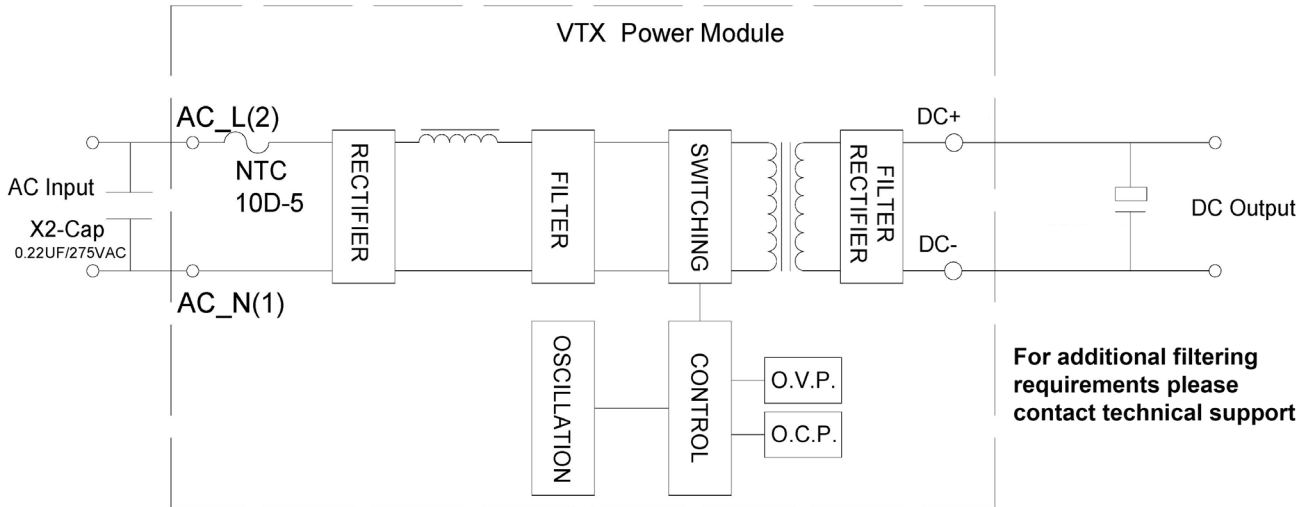 VTX Power Module
AC_L(2)
DC+
NTC
10D-5
RECTIFIER
FILTER
SWITCHING
FILTER
RECTIFIER
AC Input
X2-Cap
0.22UF/275VAC
DC Output
DC-
AC_N(1)
OSCILLATION
CONTROL
O.V.P.
O.C.P.
For additional filtering
requirements please
contact technical support